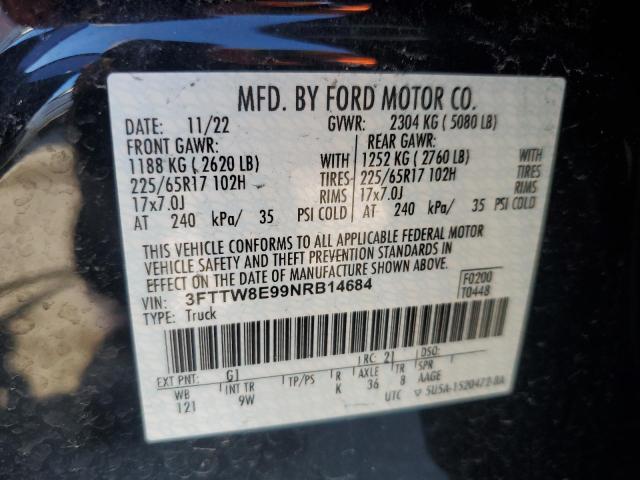 MFD. BY FORD MOTOR CO.
DATE: 11/22 GVWR: 2304 KG ( 5080 LB)
FRONT GAWR: REAR GAWR:
1188 KG ( 2620 LB) WITH 1252 KG ( 2760 LB) WITH
225/65R17 102H TIRES 225/65R17 102H TIRES
17x7.0J RIMS 17x7.0J RIMS
AT 240 kPa/ 35 PSI COLD AT 240 kPa/ 35 PSI COLD
THIS VEHICLE CONFORMS TO ALL APPLICABLE FEDERAL MOTOR
VEHICLE SAFETY AND THEFT PREVENTION STANDARDS IN
EFFECT ON THE DATE OF MANUFACTURE SHOWN ABOVE.
VIN: 3FTTW8E99NRB14684 F0200
TYPE: Truck T0448
EXT PNT: G1 RC: 21 DSO:
WB INT TR TP/PS R AXLE TR SPR
121 9W K 36 8 AAGE
UTC 5U5A-1520472-BA